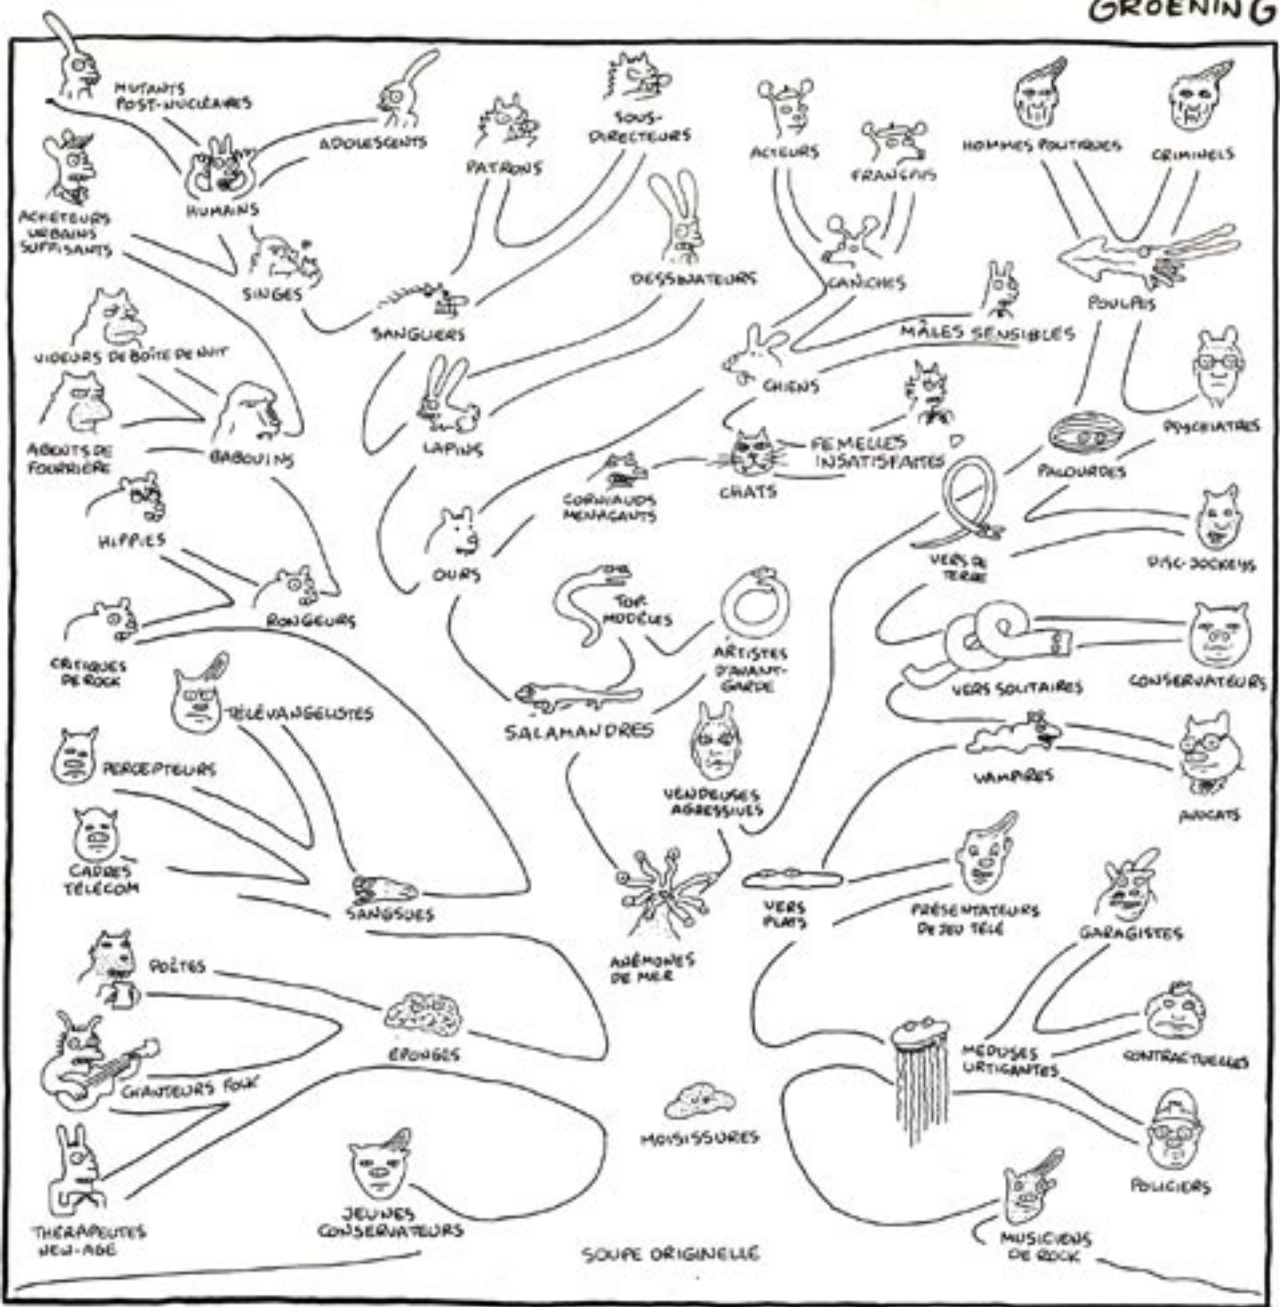 GROENING
MUTANTS
POST-NUCLÉAIRES
ADOLESCENTS
PATRONS
SOUS-
DIRECTEURS
ACTEURS
FRANÇAIS
HOMMES POLITIQUES
CRIMINELS
ACHETEURS
URBAINS
SUFFISANTS
HUMAINS
SINGES
SANGLIERS
DESSINATEURS
CANICHES
MÂLES SENSIBLES
POULPES
VIDEURS DE BOÎTE DE NUIT
AGENTS DE
FOURRIÈRE
BABOUINS
LAPINS
CHIENS
CHATS
FEMELLES
INSATISFAITES
PALOURDES
PSYCHIATRES
HIPPIES
CORNIAUDS
MENAÇANTS
OURS
VERS DE
TERRE
DISC-JOCKEYS
RONGEURS
CRITIQUES
DE ROCK
TOP
MODÈLES
ARTISTES
D'AVANT-
GARDE
VERS SOLITAIRES
CONSERVATEURS
TÉLÉVANGÉLISTES
SALAMANDRES
PERCEPTEURS
VENDEUSES
AGRESSIVES
VAMPIRES
AVOCATS
CADRES
TÉLÉCOM
SANGSUES
VERS
PLATS
PRÉSENTATEURS
DE JEU TÉLÉ
GARAGISTES
POÈTES
ANÉMONES
DE MER
ÉPONGES
MÉDUSES
URTIGANTES
CONTRACTUELLES
CHANTEURS FOLK
MOISISSURES
POLICIERS
THÉRAPEUTES
NEW-AGE
JEUNES
CONSERVATEURS
SOUPE ORIGINELLE
MUSICIENS
DE ROCK